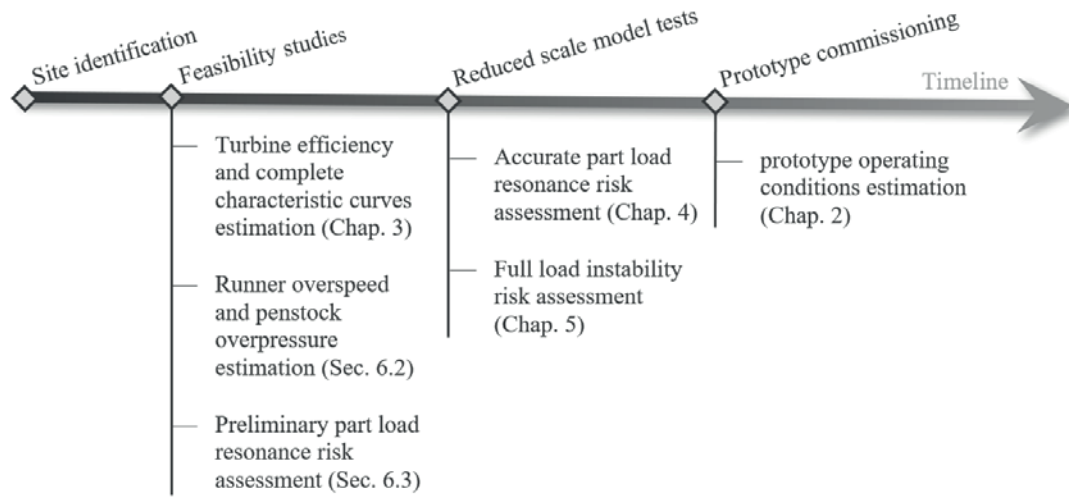 Site identification
Feasibility studies
Reduced scale model tests
Prototype commissioning
Timeline
Turbine efficiency
and complete
characteristic curves
estimation (Chap. 3)
Runner overspeed
and penstock
overpressure
estimation (Sec. 6.2)
Preliminary part load
resonance risk
assessment (Sec. 6.3)
Accurate part load
resonance risk
assessment (Chap. 4)
Full load instability
risk assessment
(Chap. 5)
prototype operating
conditions estimation
(Chap. 2)